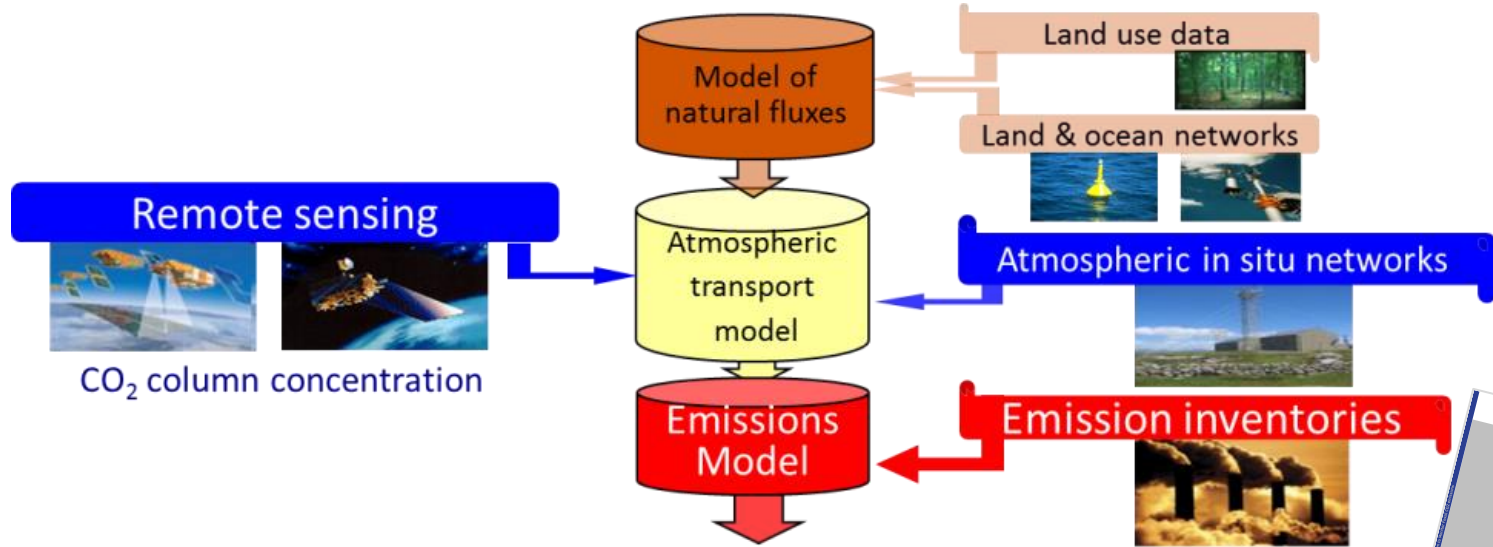 Land use data
Model of
natural fluxes
Land & ocean networks
Remote sensing
Atmospheric
transport
model
Atmospheric in situ networks
CO₂ column concentration
Emissions
Model
Emission inventories